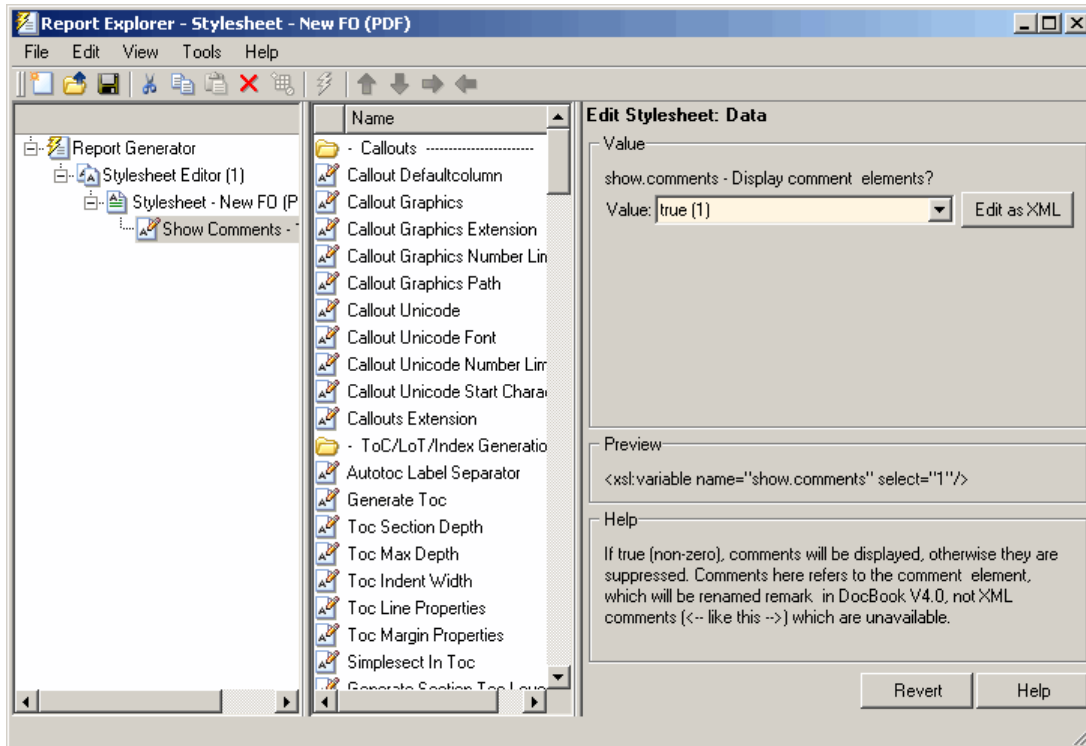 Report Explorer - Stylesheet - New FO (PDF)
File Edit View Tools Help
Report Generator
Stylesheet Editor (1)
Stylesheet - New FO (P
Show Comments -
Name
- Callouts ------------------------
Callout Defaultcolumn
Callout Graphics
Callout Graphics Extension
Callout Graphics Number Lin
Callout Graphics Path
Callout Unicode
Callout Unicode Font
Callout Unicode Number Lim
Callout Unicode Start Chara
Callouts Extension
- ToC/LoT/Index Generatio
Autotoc Label Separator
Generate Toc
Toc Section Depth
Toc Max Depth
Toc Indent Width
Toc Line Properties
Toc Margin Properties
Simplesect In Toc
Generate Section Toc Leve
Edit Stylesheet: Data
Value
show.comments - Display comment elements?
Value: true (1) Edit as XML
Preview
<xsl:variable name="show.comments" select="1"/>
Help
If true (non-zero), comments will be displayed, otherwise they are
suppressed. Comments here refers to the comment element,
which will be renamed remark in DocBook V4.0, not XML
comments (<-- like this -->) which are unavailable.
Revert Help